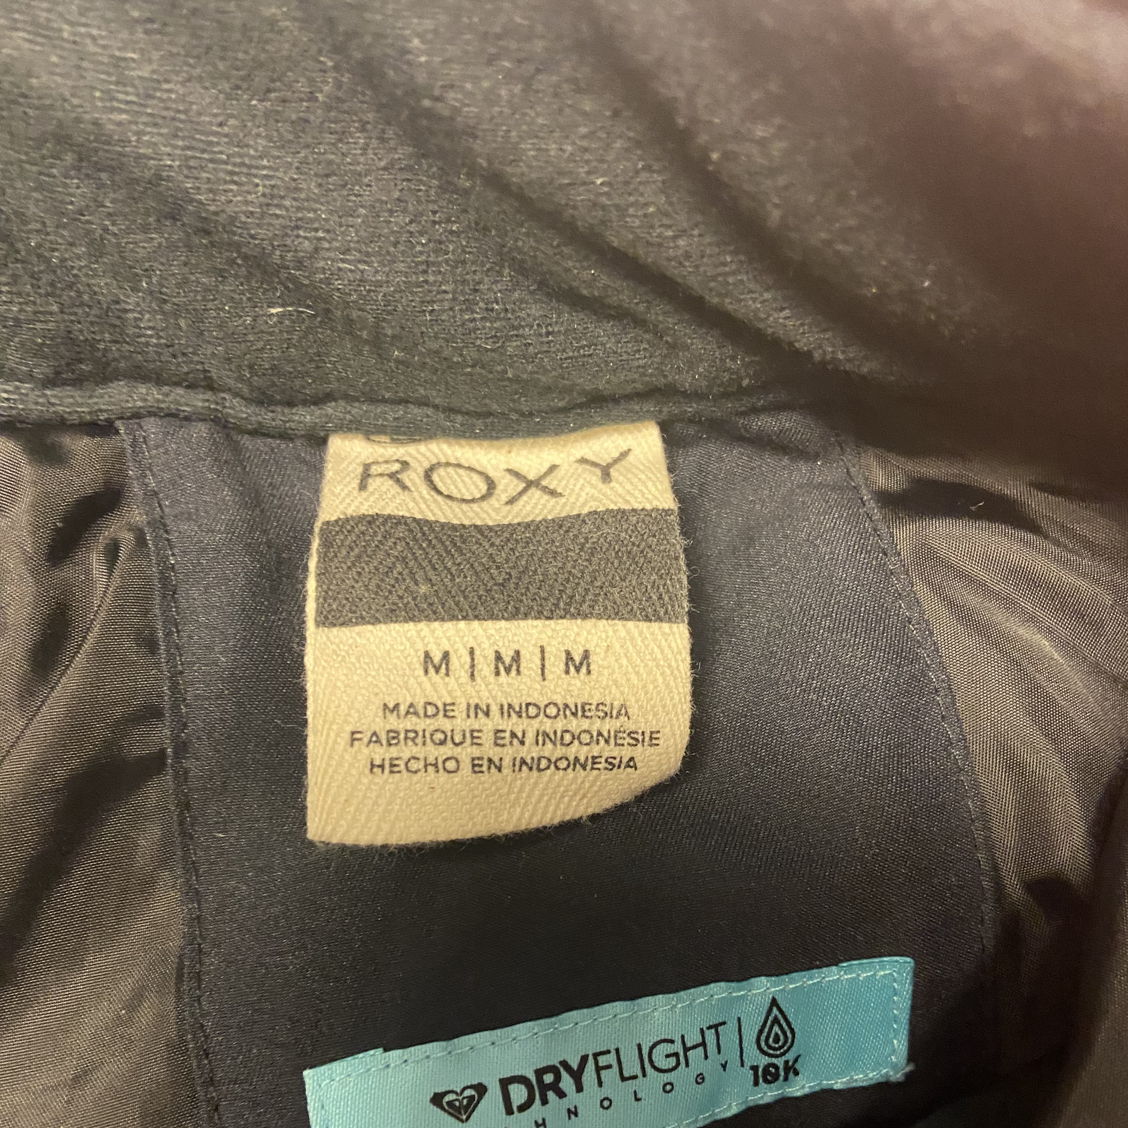 ROXY
M | M | M
MADE IN INDONESIA
FABRIQUE EN INDONÉSIE
HECHO EN INDONESIA
DRYFLIGHT | 10K